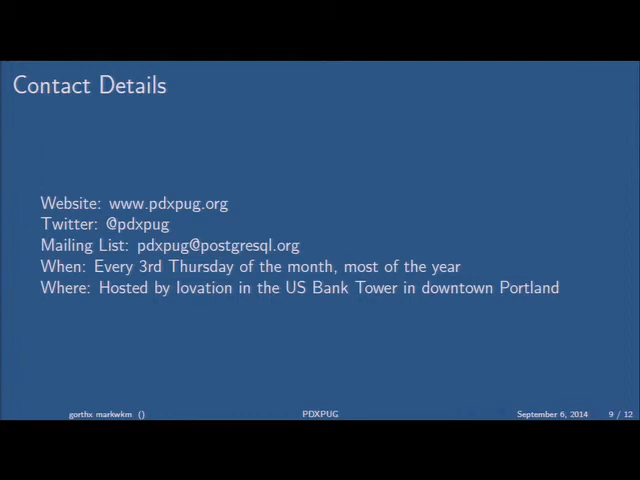 Contact Details
Website: www.pdxpug.org
Twitter: @pdxpug
Mailing List: pdxpug@postgresql.org
When: Every 3rd Thursday of the month, most of the year
Where: Hosted by Iovation in the US Bank Tower in downtown Portland
gorthx markwkm () PDXPUG September 6, 2014 9 / 12